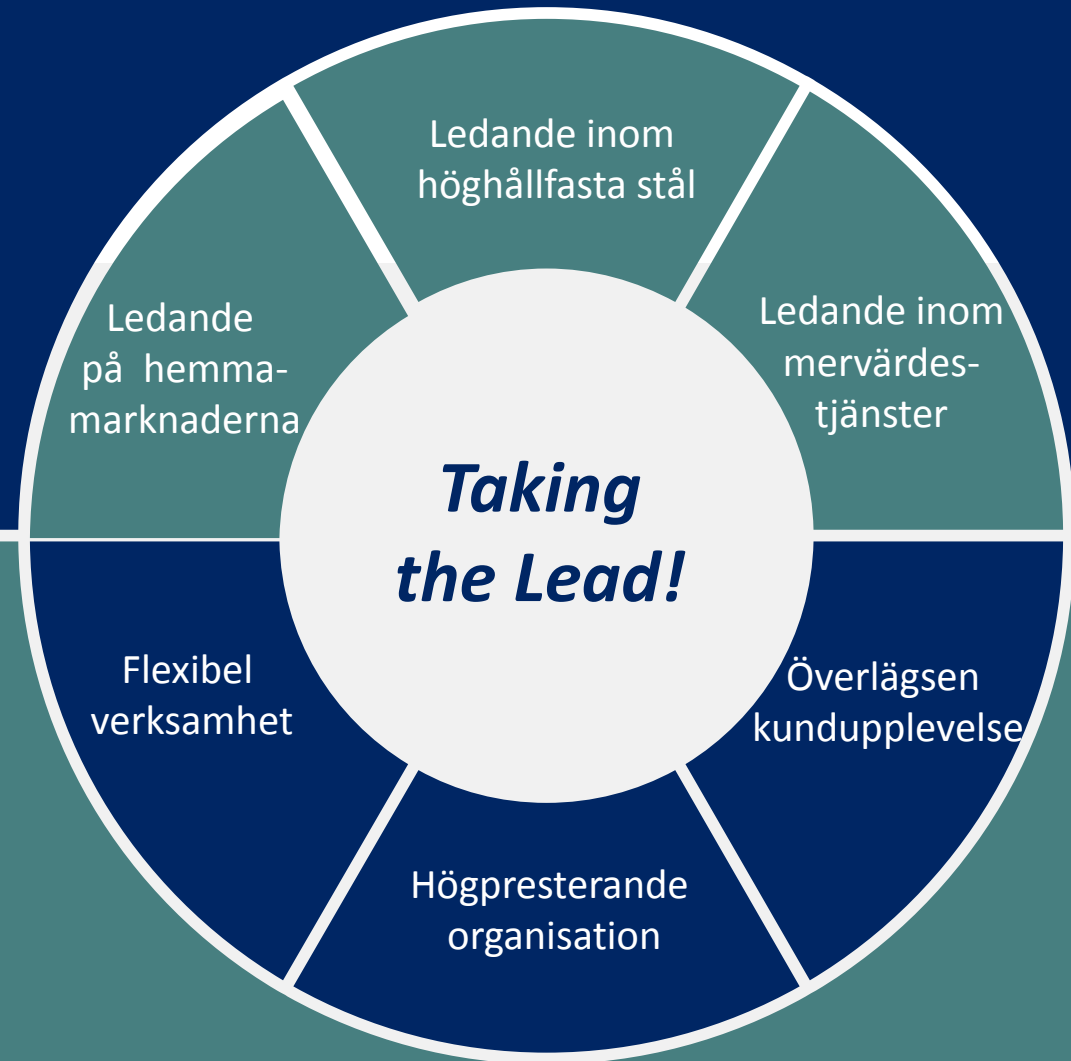 Ledande inom
höghållfasta stål
Ledande
på hemma-
marknaderna
Ledande inom
mervärdes-
tjänster
Taking
the Lead!
Flexibel
verksamhet
Överlägsen
kundupplevelse
Högpresterande
organisation